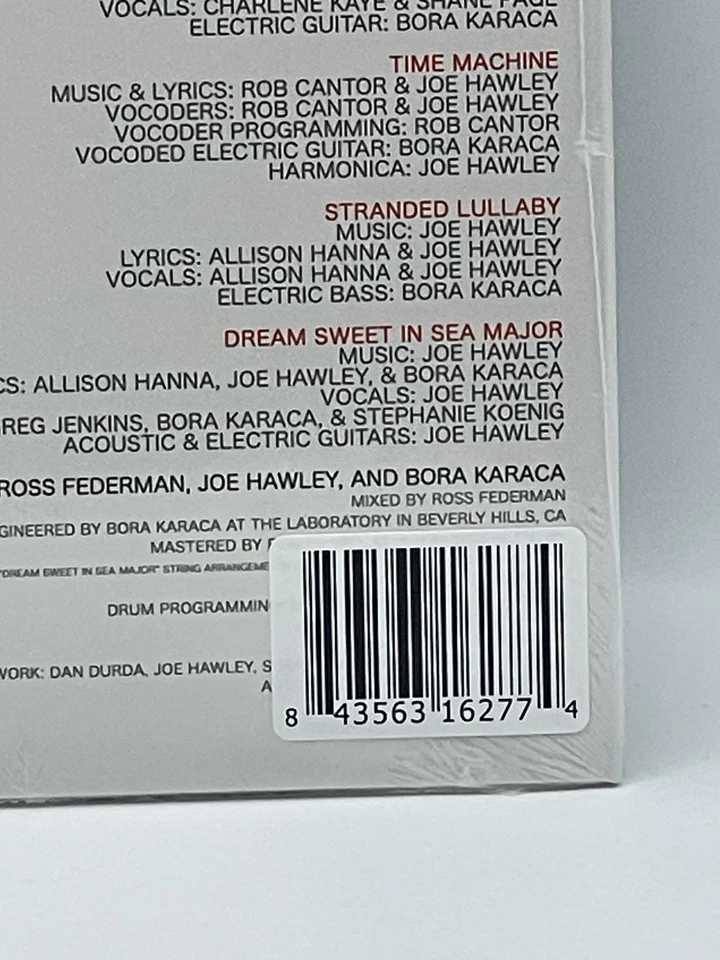 VOCALS: CHARLENE KAYE & SHANE
ELECTRIC GUITAR: BORA KARACA
TIME MACHINE
MUSIC & LYRICS: ROB CANTOR & JOE HAWLEY
VOCODERS: ROB CANTOR & JOE HAWLEY
VOCODER PROGRAMMING: ROB CANTOR
VOCODED ELECTRIC GUITAR: BORA KARACA
HARMONICA: JOE HAWLEY
STRANDED LULLABY
MUSIC: JOE HAWLEY
LYRICS: ALLISON HANNA & JOE HAWLEY
VOCALS: ALLISON HANNA & JOE HAWLEY
ELECTRIC BASS: BORA KARACA
DREAM SWEET IN SEA MAJOR
MUSIC: JOE HAWLEY
CS: ALLISON HANNA, JOE HAWLEY, & BORA KARACA
VOCALS: JOE HAWLEY
REG JENKINS, BORA KARACA, & STEPHANIE KOENIG
ACOUSTIC & ELECTRIC GUITARS: JOE HAWLEY
ROSS FEDERMAN, JOE HAWLEY, AND BORA KARACA
MIXED BY ROSS FEDERMAN
GINEERED BY BORA KARACA AT THE LABORATORY IN BEVERLY HILLS, CA
MASTERED BY
"DREAM SWEET IN SEA MAJOR" STRING ARRANGEME
DRUM PROGRAMMIN
WORK: DAN DURDA, JOE HAWLEY, S
A
8 43563 16277 4